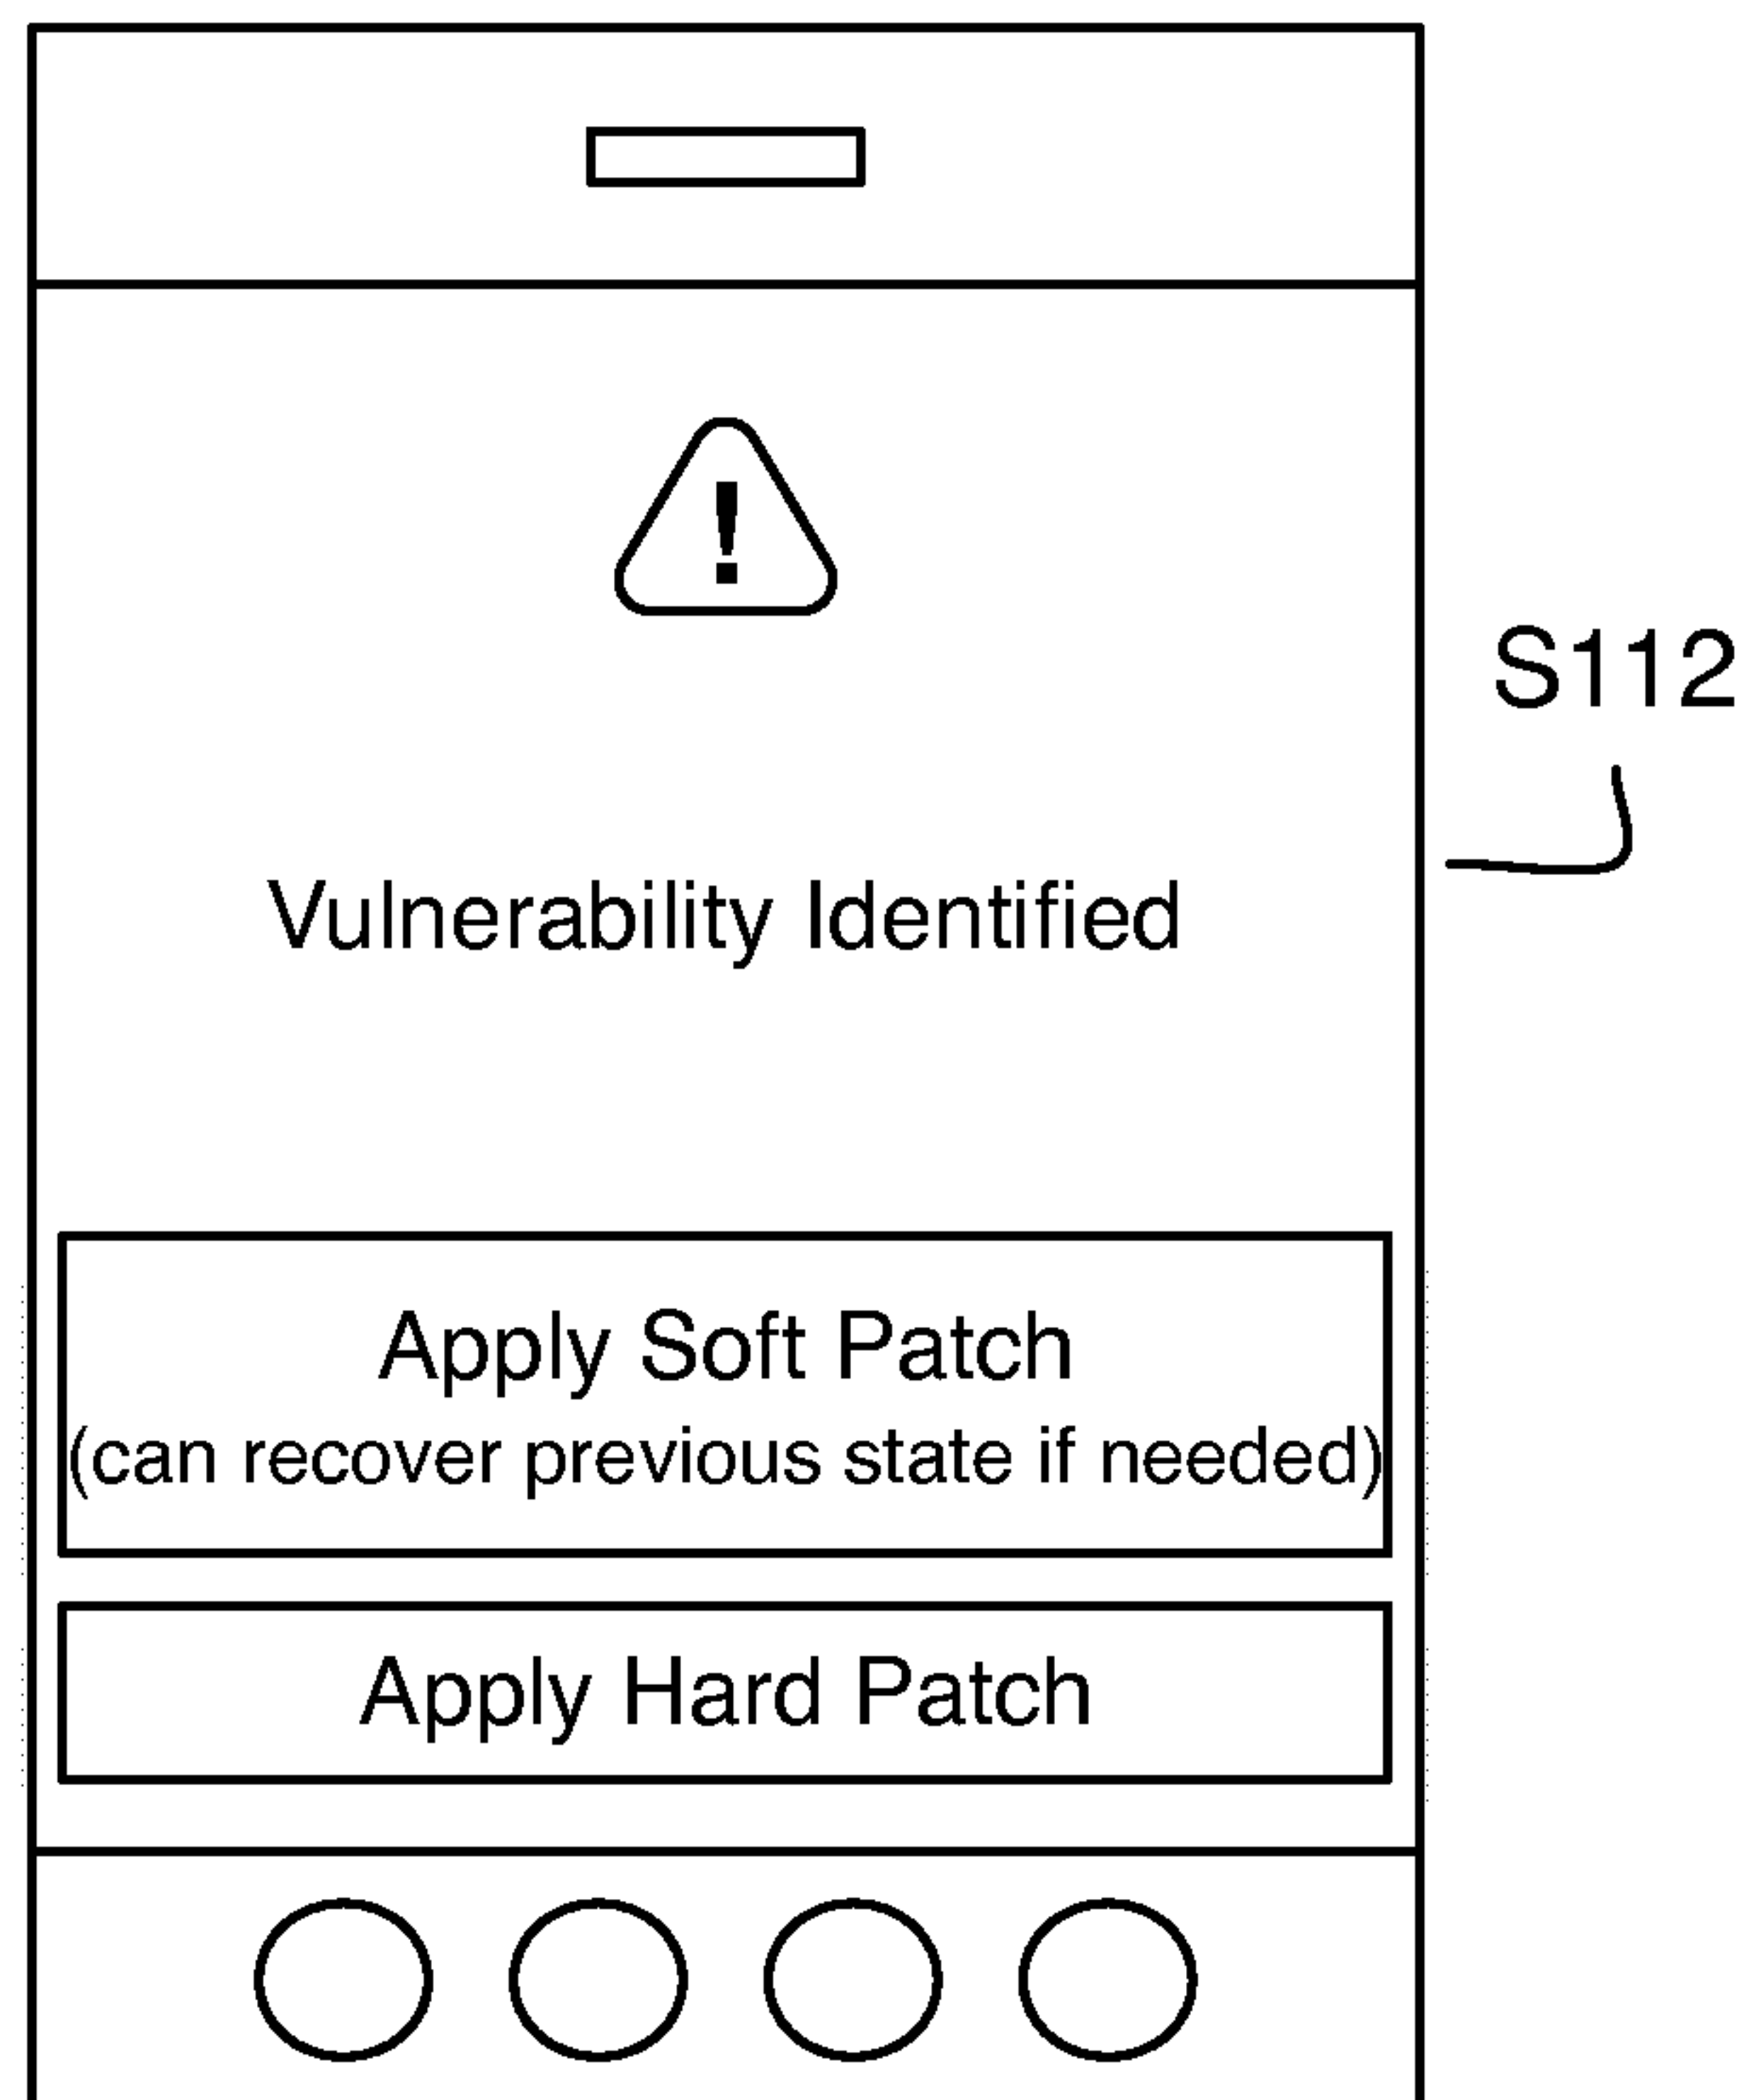 !
S112
Vulnerability Identified
Apply Soft Patch
(can recover previous state if needed)
Apply Hard Patch